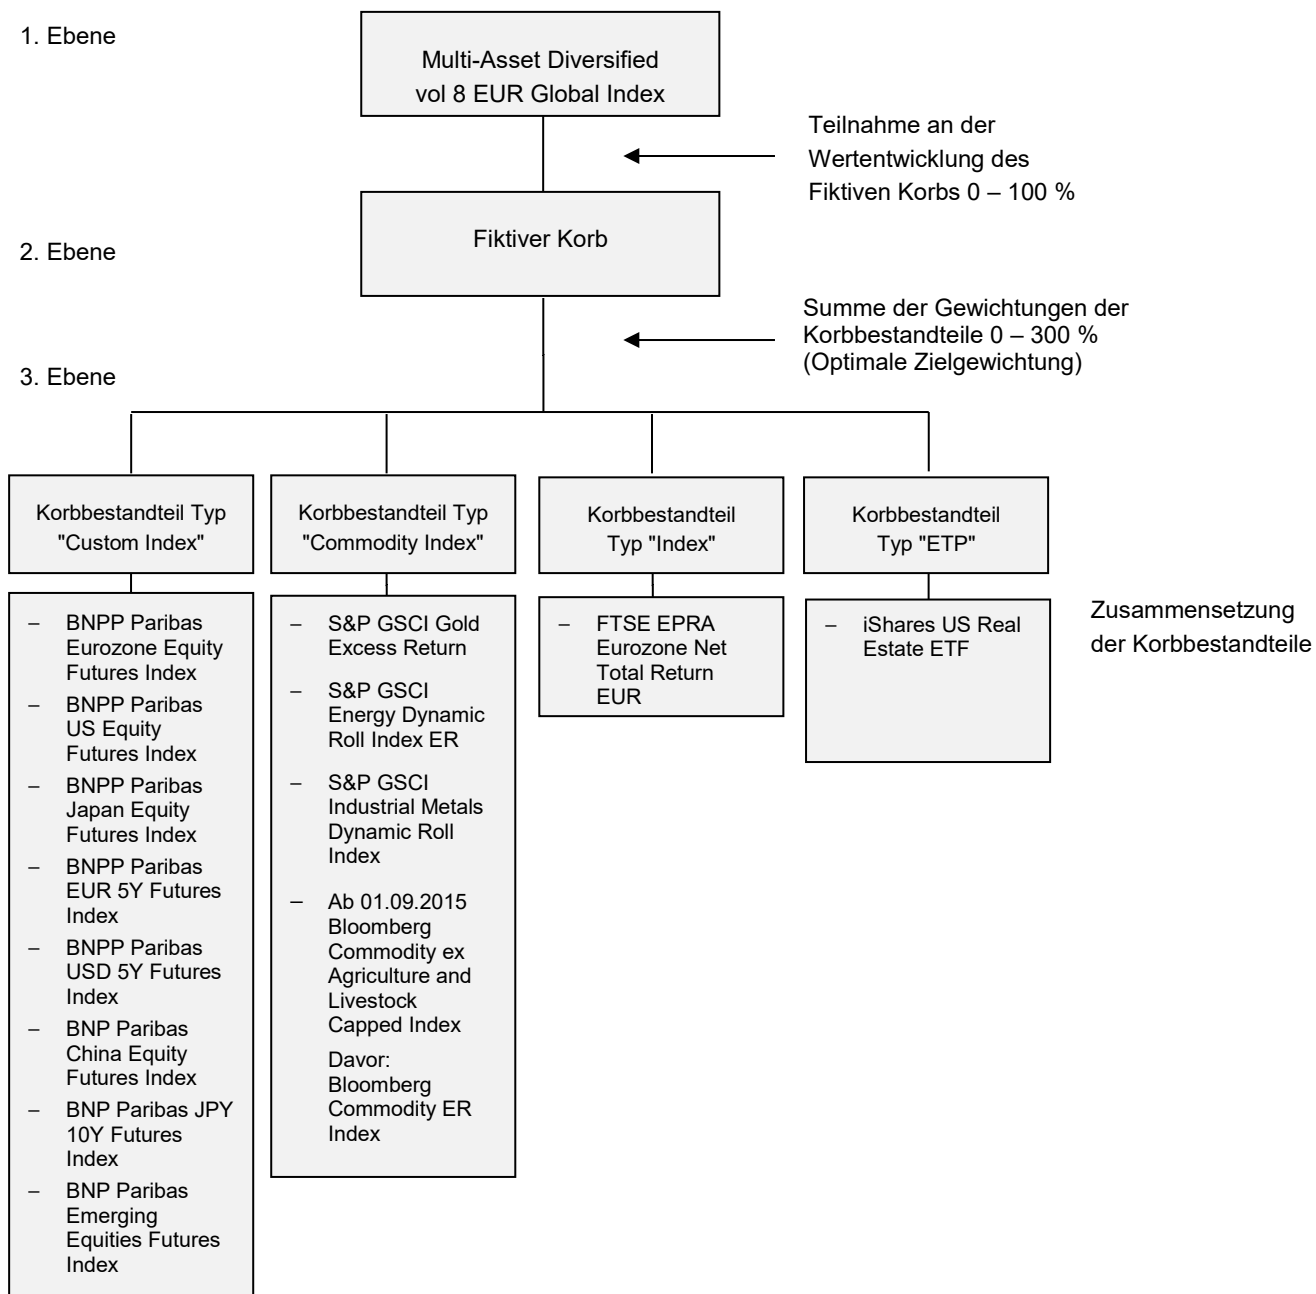 1. Ebene
Multi-Asset Diversified
vol 8 EUR Global Index
Teilnahme an der
Wertentwicklung des
Fiktiven Korbs 0 – 100 %
2. Ebene
Fiktiver Korb
Summe der Gewichtungen der
Korbbestandteile 0 – 300 %
(Optimale Zielgewichtung)
3. Ebene
Korbbestandteil Typ
"Custom Index"
Korbbestandteil Typ
"Commodity Index"
Korbbestandteil
Typ "Index"
Korbbestandteil
Typ "ETP"
– BNPP Paribas
Eurozone Equity
Futures Index
– BNPP Paribas
US Equity
Futures Index
– BNPP Paribas
Japan Equity
Futures Index
– BNPP Paribas
EUR 5Y Futures
Index
– BNPP Paribas
USD 5Y Futures
Index
– BNP Paribas
China Equity
Futures Index
– BNP Paribas JPY
10Y Futures
Index
– BNP Paribas
Emerging
Equities Futures
Index
– S&P GSCI Gold
Excess Return
– S&P GSCI
Energy Dynamic
Roll Index ER
– S&P GSCI
Industrial Metals
Dynamic Roll
Index
– Ab 01.09.2015
Bloomberg
Commodity ex
Agriculture and
Livestock
Capped Index
Davor:
Bloomberg
Commodity ER
Index
– FTSE EPRA
Eurozone Net
Total Return
EUR
– iShares US Real
Estate ETF
Zusammensetzung
der Korbbestandteile